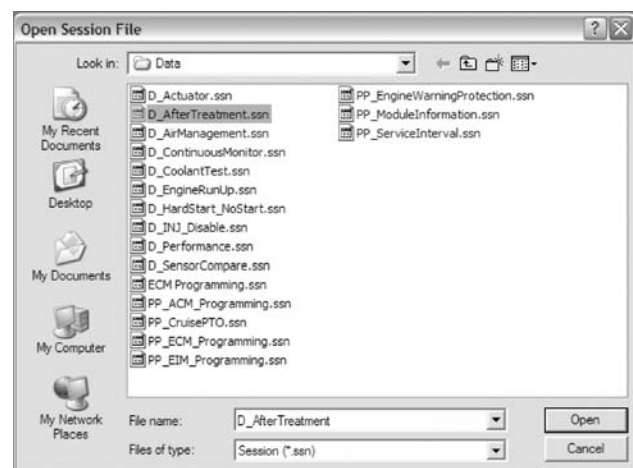 Open Session File
Look in: Data
My Recent Documents
Desktop
My Documents
My Computer
My Network Places
D_Actuator.ssn
D_AfterTreatment.ssn
D_AirManagement.ssn
D_ContinuousMonitor.ssn
D_CoolantTest.ssn
D_EngineRunUp.ssn
D_HardStart_NoStart.ssn
D_INJ_Disable.ssn
D_Performance.ssn
D_SensorCompare.ssn
ECM Programming.ssn
PP_ACM_Programming.ssn
PP_CruisePTO.ssn
PP_ECM_Programming.ssn
PP_EIM_Programming.ssn
PP_EngineWarningProtection.ssn
PP_ModuleInformation.ssn
PP_ServiceInterval.ssn
File name: D_AfterTreatment Open
Files of type: Session (*.ssn) Cancel